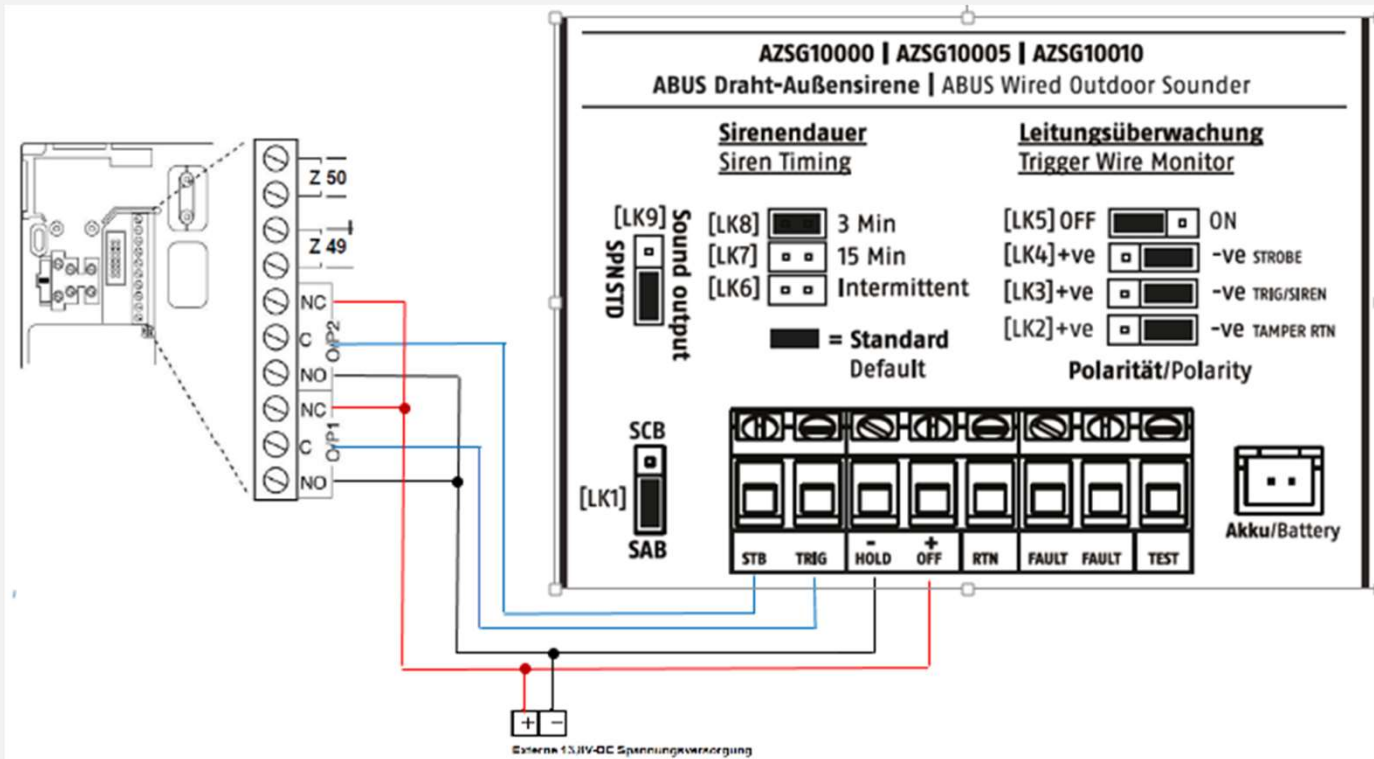 AZSG10000 | AZSG10005 | AZSG10010
ABUS Draht-Außensirene | ABUS Wired Outdoor Sounder
Sirenendauer
Siren Timing
Leitungsüberwachung
Trigger Wire Monitor
[LK9]
SPN STD
Sound output
[LK8] 3 Min
[LK7] 15 Min
[LK6] Intermittent
= Standard
Default
[LK5] OFF ON
[LK4] +ve -ve STROBE
[LK3] +ve -ve TRIG/SIREN
[LK2] +ve -ve TAMPER RTN
Polarität/Polarity
Z 50
Z 49
NC
C
NO
O/P2
NC
C
NO
O/P1
SCB
[LK1]
SAB
- +
STB TRIG HOLD OFF RTN FAULT FAULT TEST
Akku/Battery
+ −
Externe V-DC Spannungsversorgung